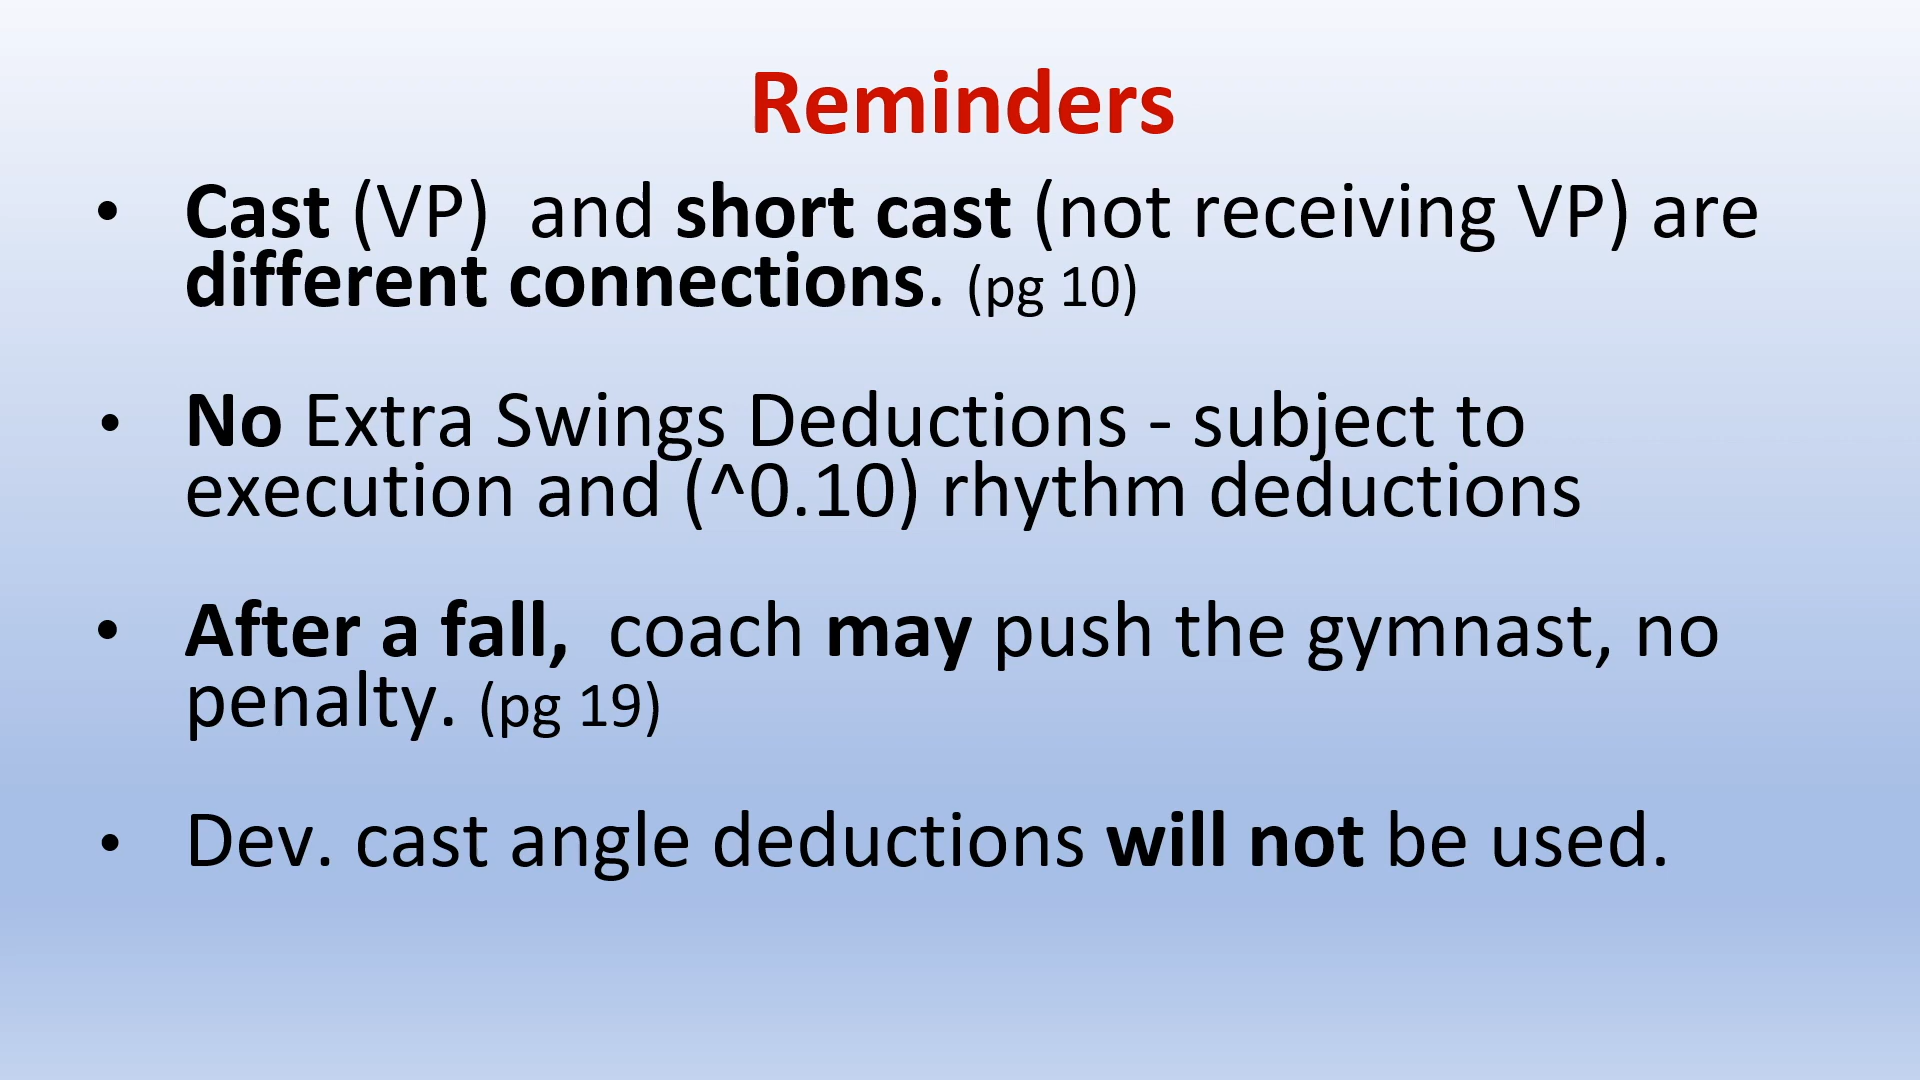 Reminders
• Cast (VP)  and short cast (not receiving VP) are
different connections. (pg 10)
• No Extra Swings Deductions - subject to
execution and (^0.10) rhythm deductions
• After a fall,  coach may push the gymnast, no
penalty. (pg 19)
• Dev. cast angle deductions will not be used.